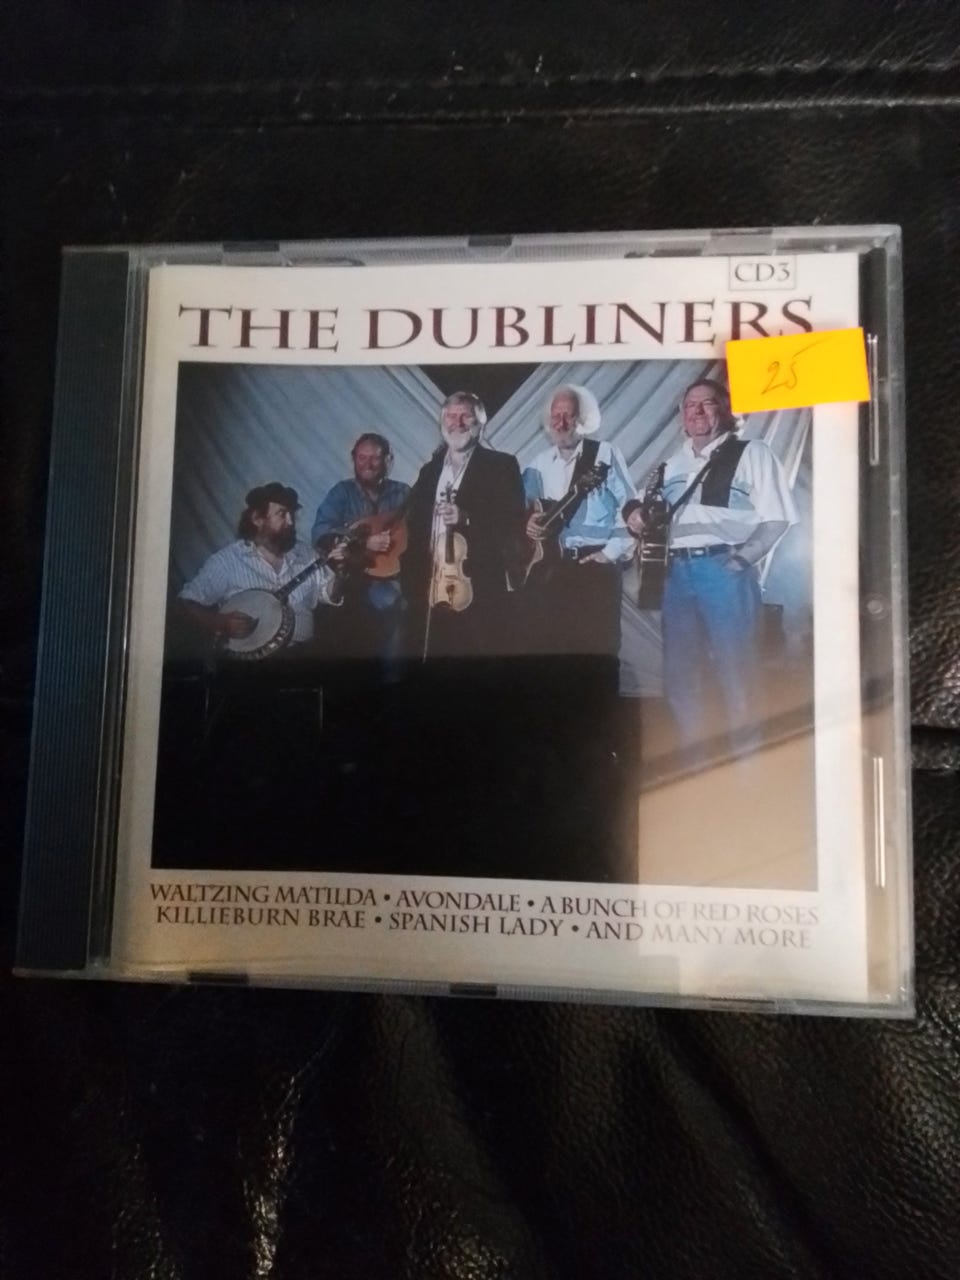 CD3
THE DUBLINERS
25
WALTZING MATILDA • AVONDALE • A BUNCH OF RED ROSES
KILLIEBURN BRAE • SPANISH LADY • AND MANY MORE